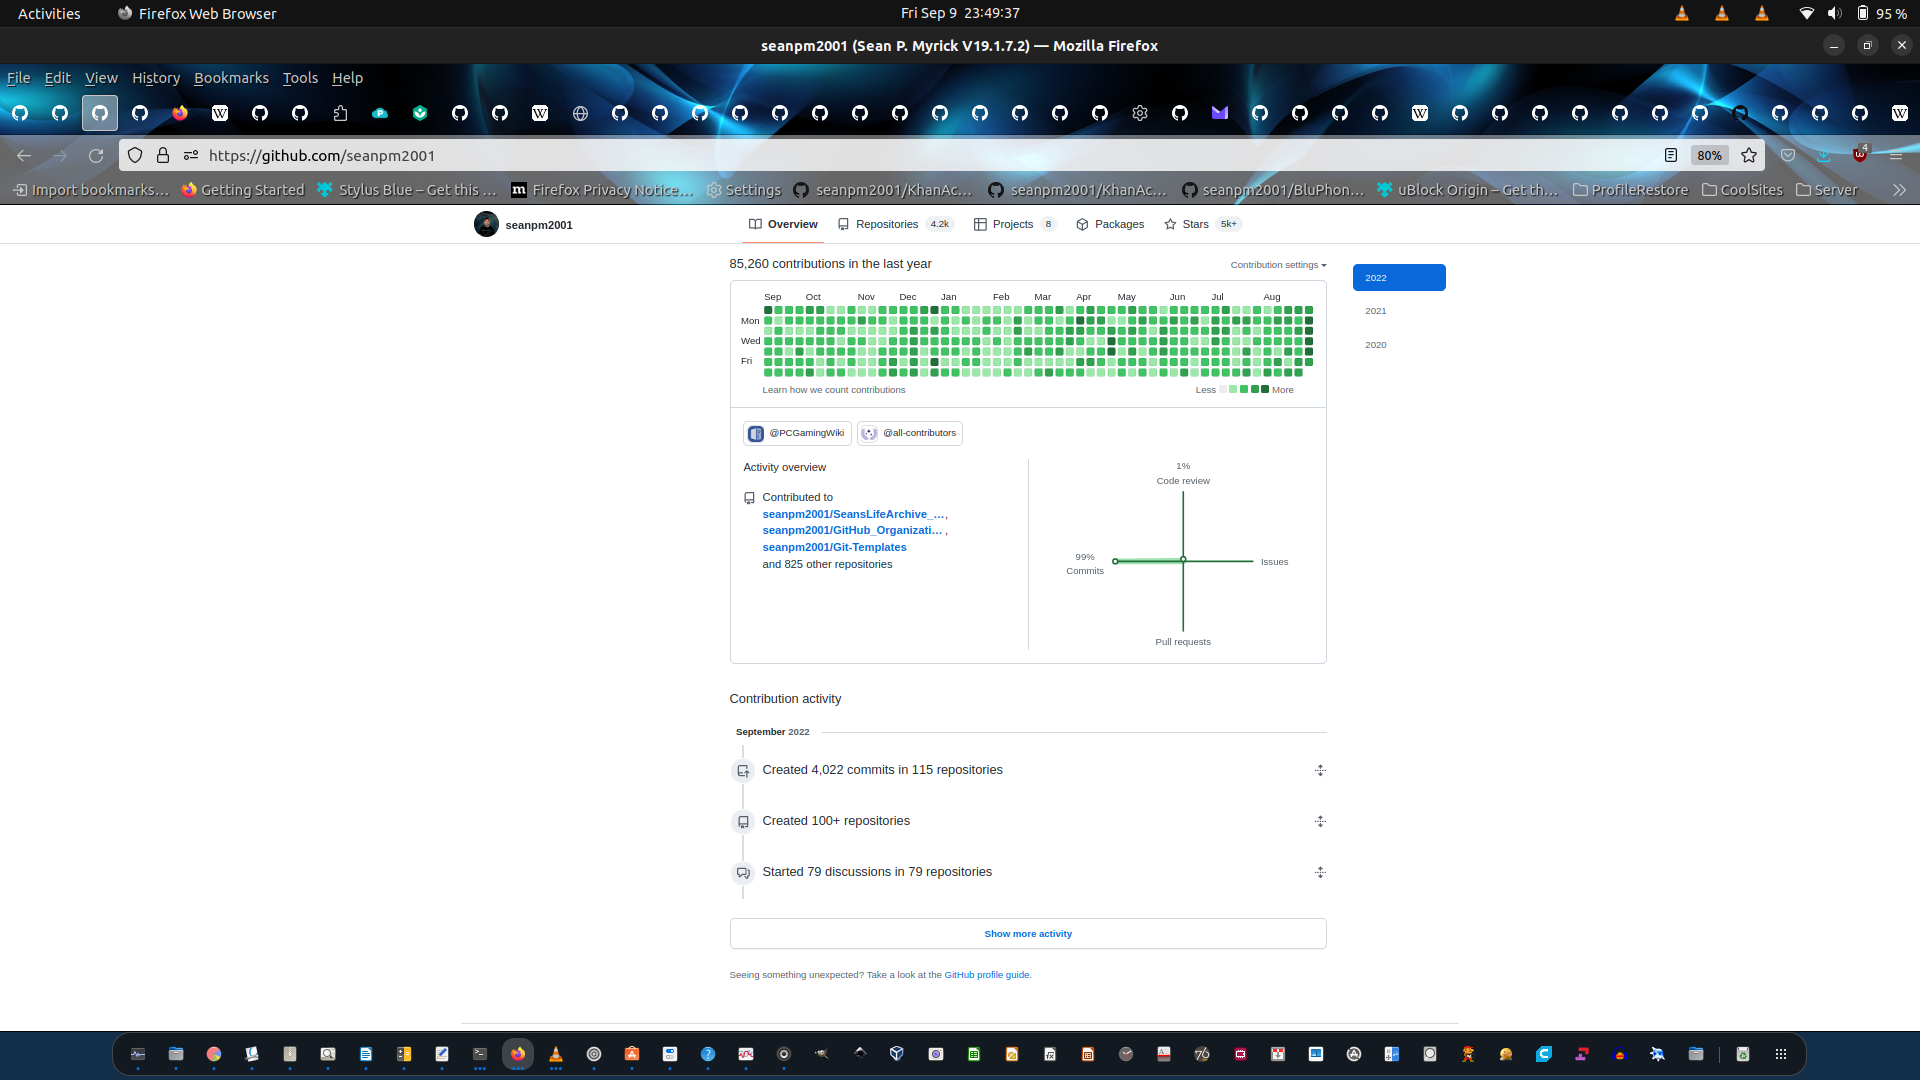 Activities
Firefox Web Browser
Fri Sep 9 23:49:37
95 %
seanpm2001 (Sean P. Myrick V19.1.7.2) — Mozilla Firefox
File Edit View History Bookmarks Tools Help
https://github.com/seanpm2001
80%
4
Import bookmarks…
Getting Started
Stylus Blue – Get this …
Firefox Privacy Notice…
Settings
seanpm2001/KhanAc…
seanpm2001/KhanAc…
seanpm2001/BluPhon…
uBlock Origin – Get th…
ProfileRestore
CoolSites
Server
seanpm2001
Overview
Repositories 4.2k
Projects 8
Packages
Stars 5k+
85,260 contributions in the last year
Contribution settings
2022
2021
2020
Sep Oct Nov Dec Jan Feb Mar Apr May Jun Jul Aug
Mon
Wed
Fri
Learn how we count contributions
Less More
@PCGamingWiki
@all-contributors
Activity overview
Contributed to
seanpm2001/SeansLifeArchive_…,
seanpm2001/GitHub_Organizati… ,
seanpm2001/Git-Templates
and 825 other repositories
1%
Code review
99%
Commits
Issues
Pull requests
Contribution activity
September 2022
Created 4,022 commits in 115 repositories
Created 100+ repositories
Started 79 discussions in 79 repositories
Show more activity
Seeing something unexpected? Take a look at the GitHub profile guide.